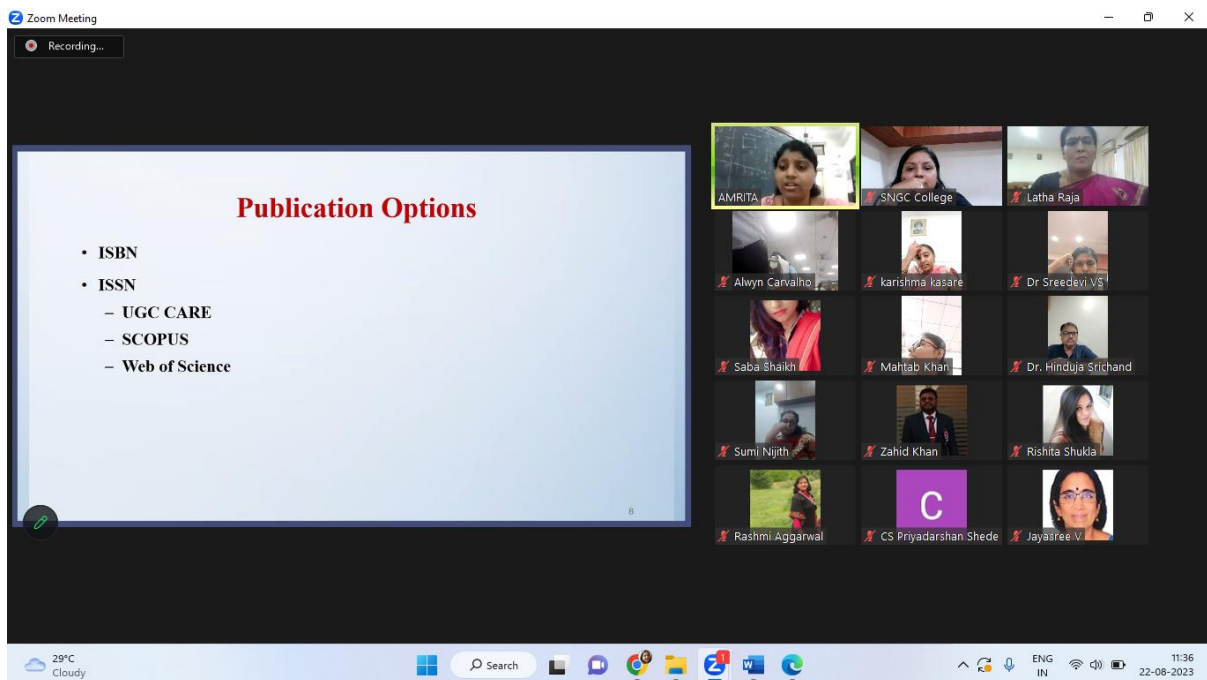 Zoom Meeting
Recording...
Publication Options
• ISBN
• ISSN
– UGC CARE
– SCOPUS
– Web of Science
8
AMRITA
SNGC College
Latha Raja
Alwyn Carvalho
karishma kasare
Dr Sreedevi VS
Saba Shaikh
Mahtab Khan
Dr. Hinduja Srichand
Sumi Nijith
Zahid Khan
Rishita Shukla
Rashmi Aggarwal
C
CS Priyadarshan Shede
Jayasree V
29°C
Cloudy
Search
1
ENG
IN
11:36
22-08-2023